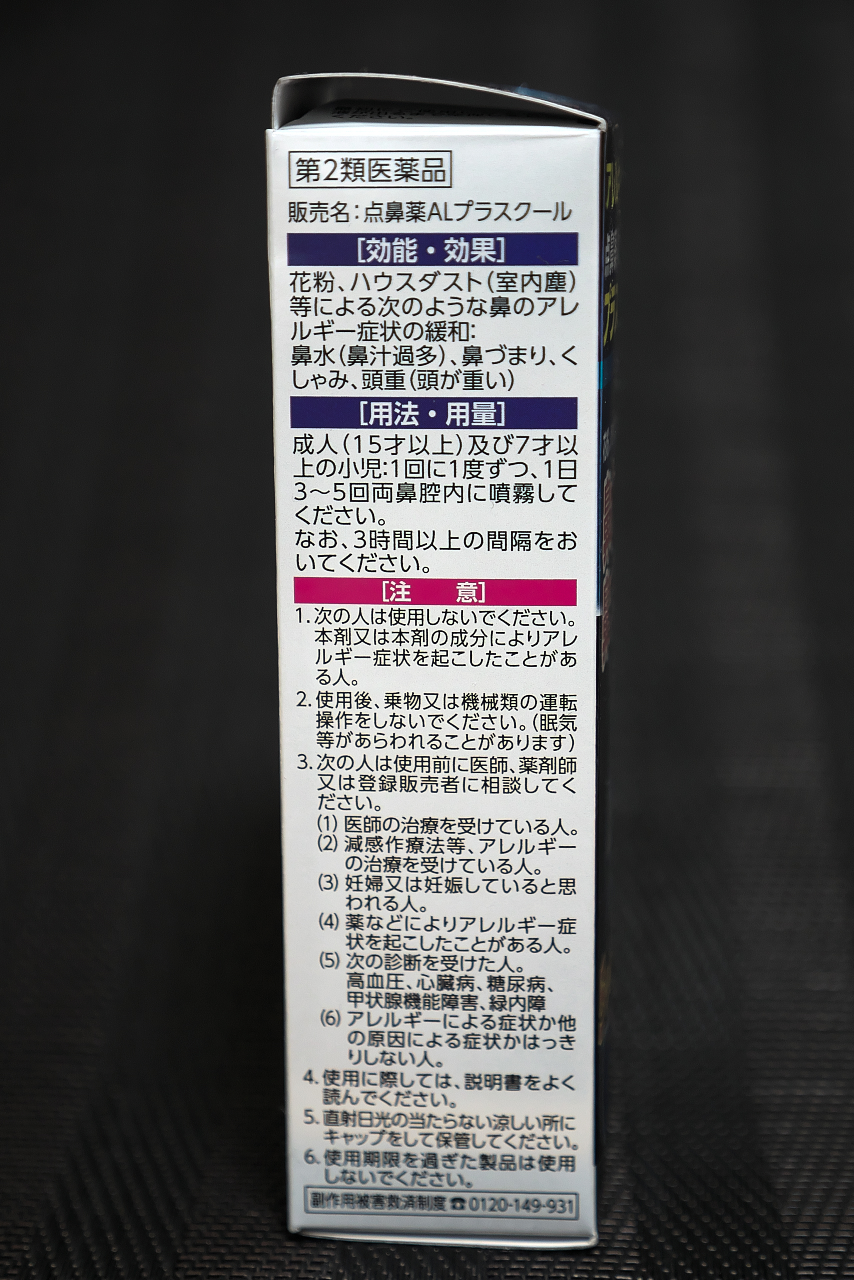 第2類医薬品
販売名：点鼻薬ALプラスクール
［効能・効果］
花粉、ハウスダスト（室内塵）
等による次のような鼻のアレ
ルギー症状の緩和：
鼻水（鼻汁過多）、鼻づまり、く
しゃみ、頭重（頭が重い）
［用法・用量］
成人（15才以上）及び7才以
上の小児：1回に1度ずつ、1日
3～5回両鼻腔内に噴霧して
ください。
なお、3時間以上の間隔をお
いてください。
［注　意］
1. 次の人は使用しないでください。
本剤又は本剤の成分によりアレ
ルギー症状を起こしたことがあ
る人。
2. 使用後、乗物又は機械類の運転
操作をしないでください。（眠気
等があらわれることがあります）
3. 次の人は使用前に医師、薬剤師
又は登録販売者に相談してく
ださい。
(1) 医師の治療を受けている人。
(2) 減感作療法等、アレルギー
の治療を受けている人。
(3) 妊婦又は妊娠していると思
われる人。
(4) 薬などによりアレルギー症
状を起こしたことがある人。
(5) 次の診断を受けた人。
高血圧、心臓病、糖尿病、
甲状腺機能障害、緑内障
(6) アレルギーによる症状か他
の原因による症状かはっき
りしない人。
4. 使用に際しては、説明書をよく
読んでください。
5. 直射日光の当たらない涼しい所に
キャップをして保管してください。
6. 使用期限を過ぎた製品は使用
しないでください。
副作用被害救済制度 ☎0120-149-931